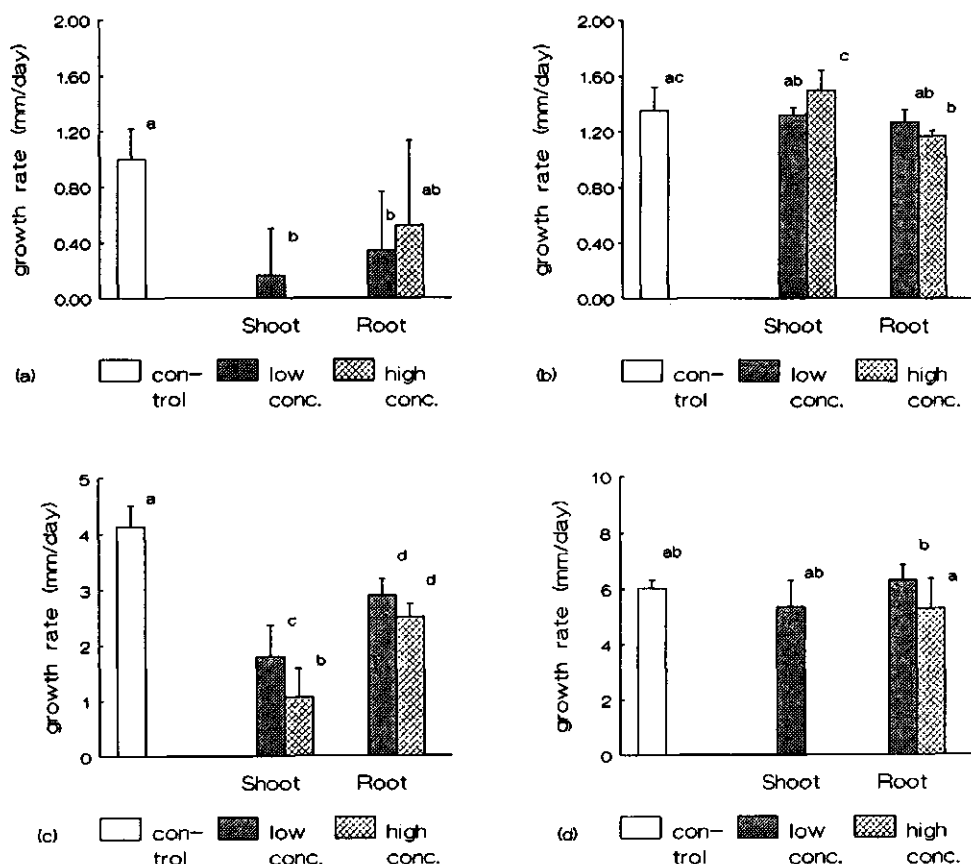 growth rate (mm/day)
2.00
1.60
1.20
0.80
0.40
0.00
a
b
b
ab
Shoot Root
(a) con-trol low conc. high conc.
growth rate (mm/day)
2.00
1.60
1.20
0.80
0.40
0.00
ac
ab
c
ab
b
Shoot Root
(b) con-trol low conc. high conc.
growth rate (mm/day)
5
4
3
2
1
0
a
c
b
d
d
Shoot Root
(c) con-trol low conc. high conc.
growth rate (mm/day)
10
8
6
4
2
0
ab
ab
b
a
Shoot Root
(d) con-trol low conc. high conc.